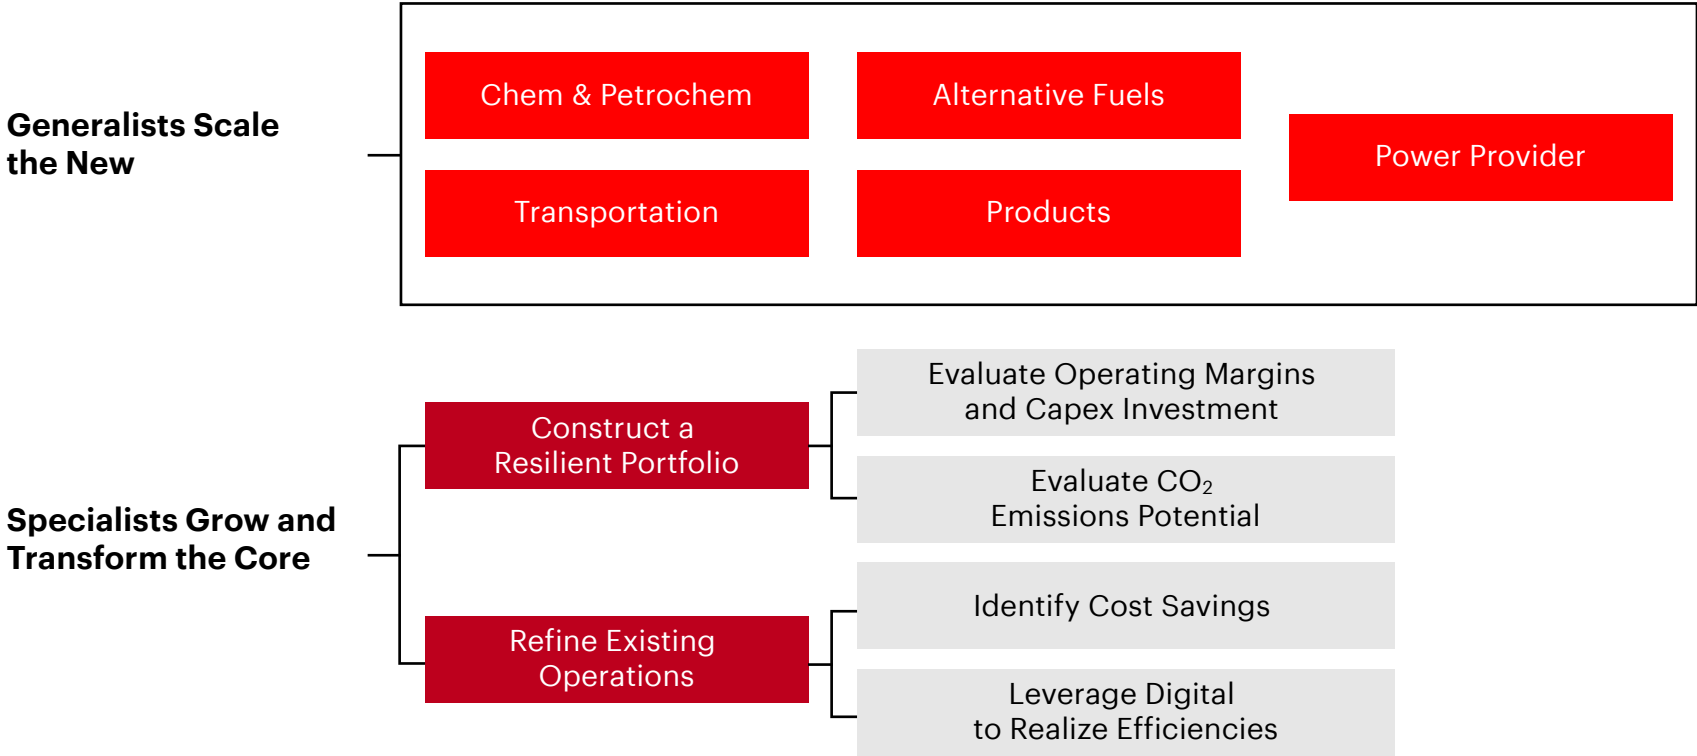 Generalists Scale
the New
Chem & Petrochem
Alternative Fuels
Power Provider
Transportation
Products
Specialists Grow and
Transform the Core
Construct a
Resilient Portfolio
Evaluate Operating Margins
and Capex Investment
Evaluate CO₂
Emissions Potential
Refine Existing
Operations
Identify Cost Savings
Leverage Digital
to Realize Efficiencies